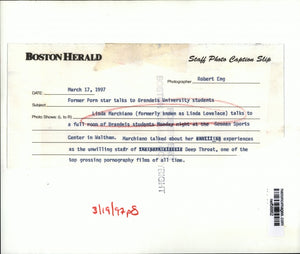 BOSTON HERALD
Staff Photo Caption Slip
Photographer Robert Eng
DATE: March 17, 1997
Former Porn star talks to Brandeis University students
Subject
Photo Shows: (L to R) Linda Marchiano (formerly known as Linda Lovelace) talks to
a full room of Brandeis students Monday night at the Gosman Sports
Center in Waltham. Marchiano talked about her experiences
as the unwilling star of Deep Throat, one of the
top grossing pornography films of all time.
3/19/97 p5